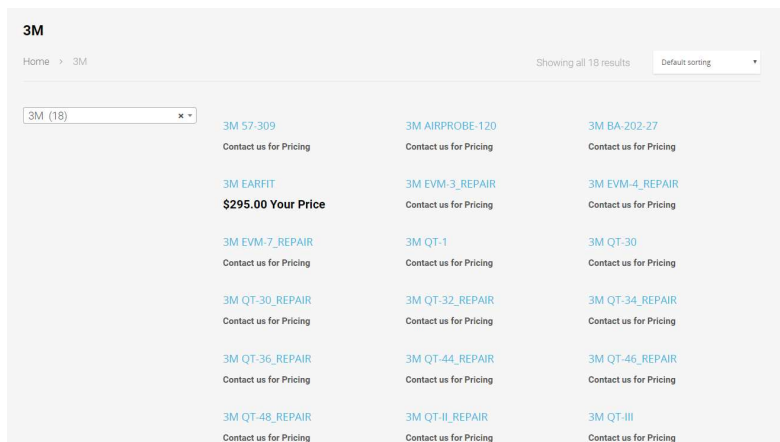 3M
Home > 3M
Showing all 18 results
Default sorting
3M (18)
3M 57-309
3M AIRPROBE-120
3M BA-202-27
Contact us for Pricing
Contact us for Pricing
Contact us for Pricing
3M EARFIT
3M EVM-3_REPAIR
3M EVM-4_REPAIR
$295.00 Your Price
Contact us for Pricing
Contact us for Pricing
3M EVM-7_REPAIR
3M QT-1
3M QT-30
Contact us for Pricing
Contact us for Pricing
Contact us for Pricing
3M QT-30_REPAIR
3M QT-32_REPAIR
3M QT-34_REPAIR
Contact us for Pricing
Contact us for Pricing
Contact us for Pricing
3M QT-36_REPAIR
3M QT-44_REPAIR
3M QT-46_REPAIR
Contact us for Pricing
Contact us for Pricing
Contact us for Pricing
3M QT-48_REPAIR
3M QT-II_REPAIR
3M QT-III
Contact us for Pricing
Contact us for Pricing
Contact us for Pricing